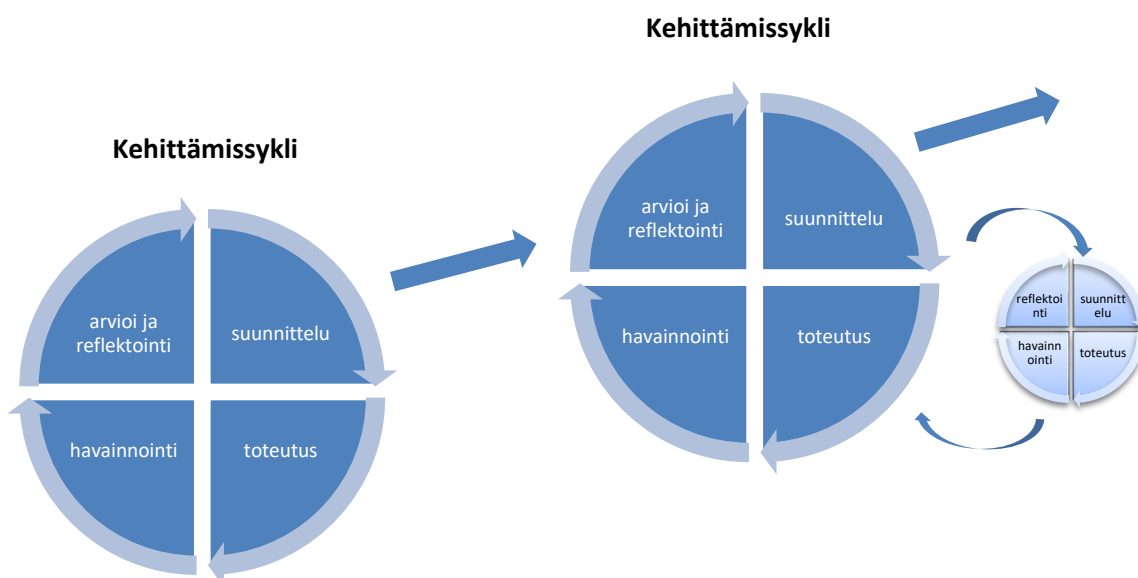 Kehittämissykli
arvioi ja
reflektointi
suunnittelu
havainnointi
toteutus
Kehittämissykli
arvioi ja
reflektointi
suunnittelu
havainnointi
toteutus
reflektoi
nti
suunnitt
elu
havainn
ointi
toteutus